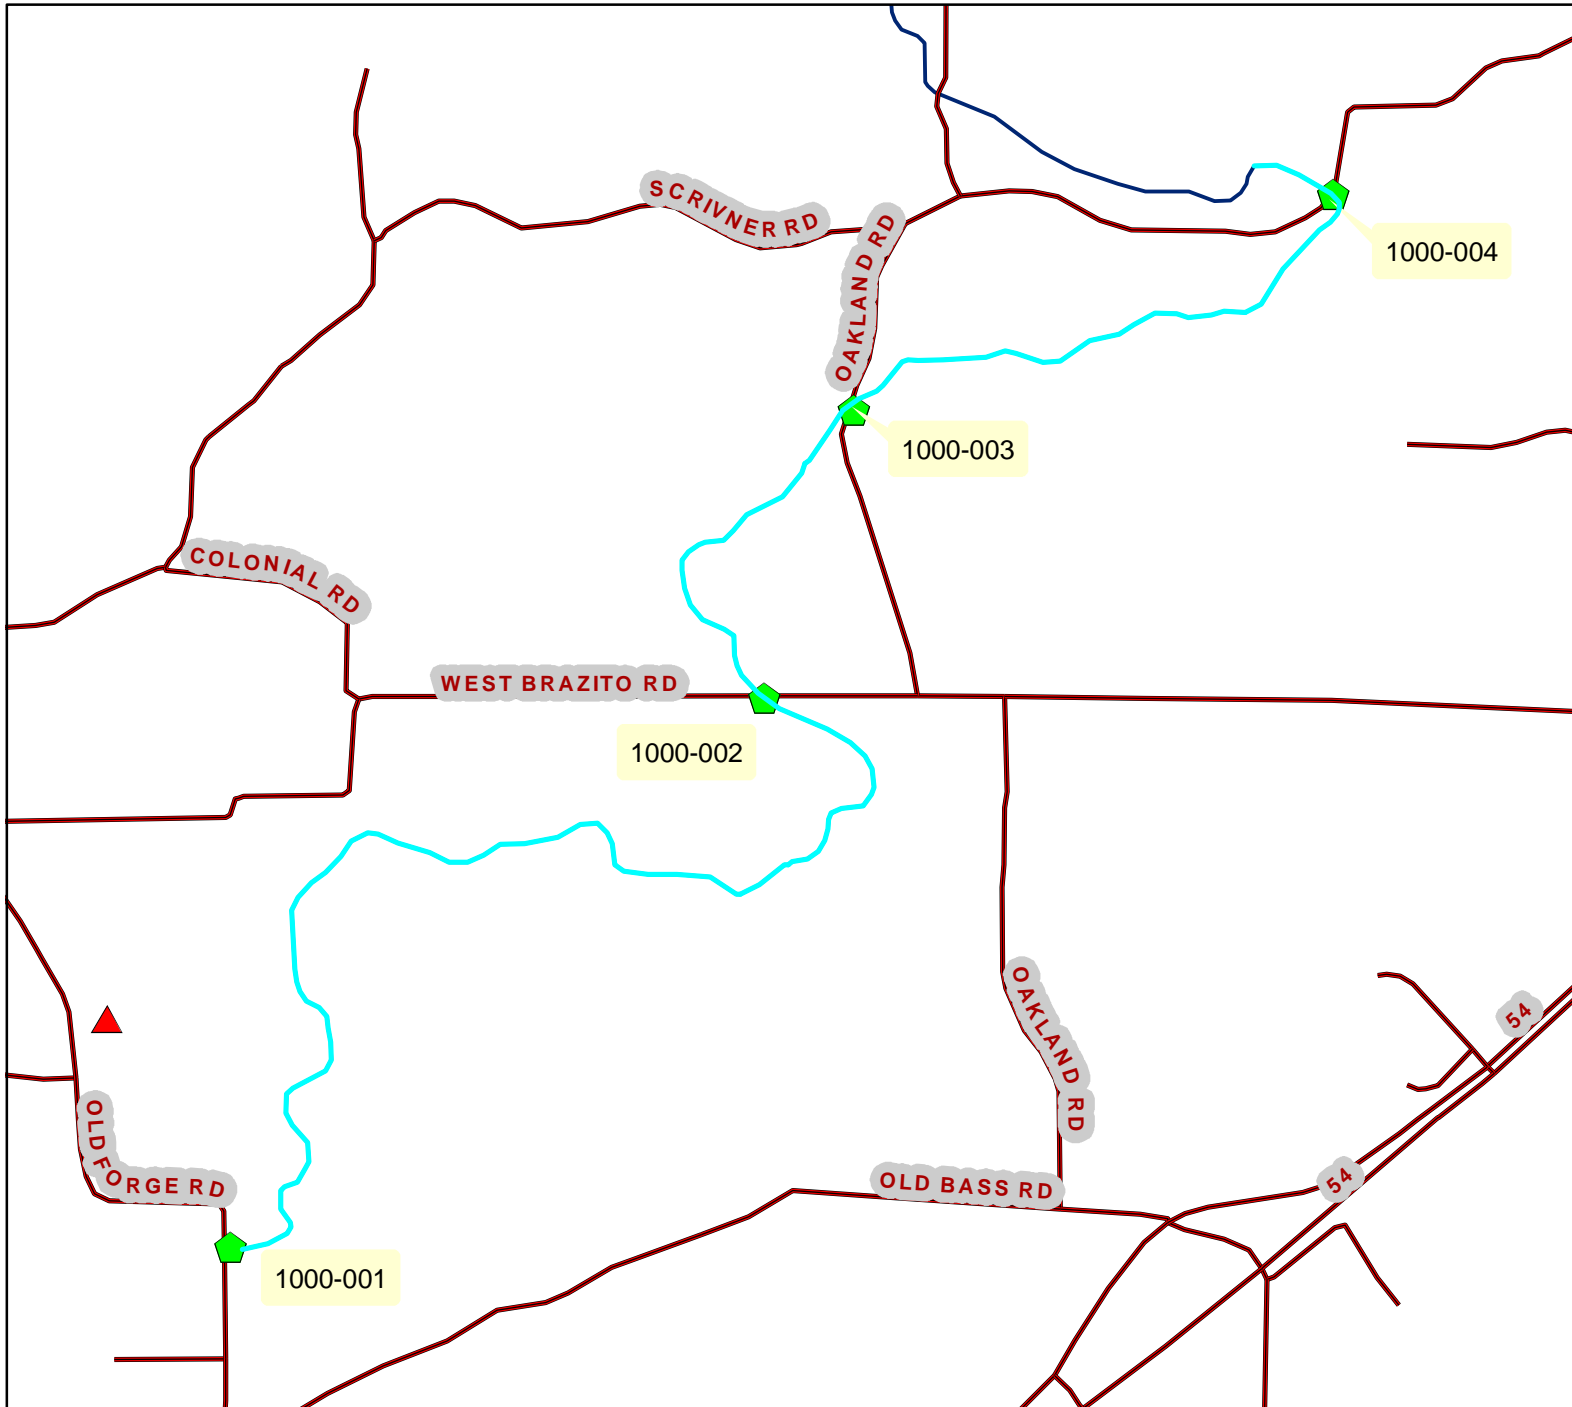 SCRIVNER RD
OAKLAND RD
1000-004
1000-003
COLONIAL RD
WEST BRAZITO RD
1000-002
OAKLAND RD
54
OLD FORGE RD
OLD BASS RD
54
1000-001